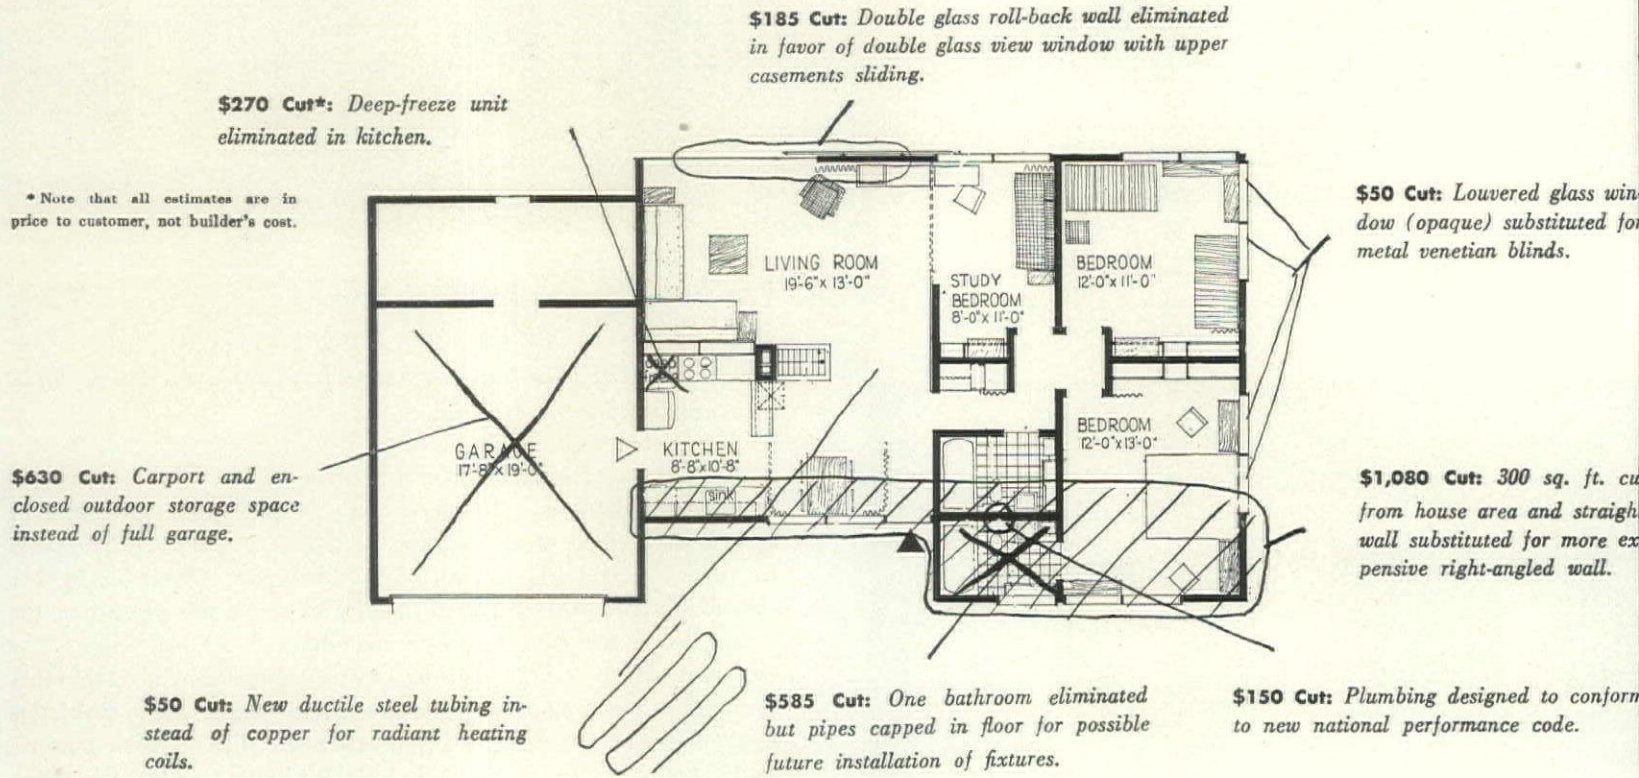 $185 Cut: Double glass roll-back wall eliminated
in favor of double glass view window with upper
casements sliding.
$270 Cut*: Deep-freeze unit
eliminated in kitchen.
* Note that all estimates are in
price to customer, not builder's cost.
$50 Cut: Louvered glass win-
dow (opaque) substituted for
metal venetian blinds.
LIVING ROOM
19'-6"x 13'-0"
STUDY
BEDROOM
8'-0"x 11'-0"
BEDROOM
12'-0"x 11'-0"
BEDROOM
12'-0"x 13'-0"
GARAGE
17'-8"x 19'-0"
KITCHEN
8'-8"x 10'-8"
sink
$630 Cut: Carport and en-
closed outdoor storage space
instead of full garage.
$1,080 Cut: 300 sq. ft. cu
from house area and straigh
wall substituted for more ex
pensive right-angled wall.
$50 Cut: New ductile steel tubing in-
stead of copper for radiant heating
coils.
$585 Cut: One bathroom eliminated
but pipes capped in floor for possible
future installation of fixtures.
$150 Cut: Plumbing designed to conform
to new national performance code.